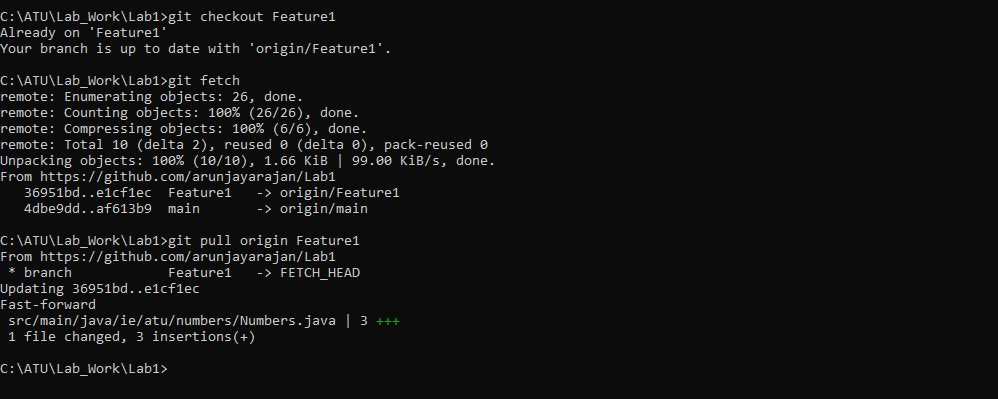 C:\ATU\Lab_Work\Lab1>git checkout Feature1
Already on 'Feature1'
Your branch is up to date with 'origin/Feature1'.
C:\ATU\Lab_Work\Lab1>git fetch
remote: Enumerating objects: 26, done.
remote: Counting objects: 100% (26/26), done.
remote: Compressing objects: 100% (6/6), done.
remote: Total 10 (delta 2), reused 0 (delta 0), pack-reused 0
Unpacking objects: 100% (10/10), 1.66 KiB | 99.00 KiB/s, done.
From https://github.com/arunjayarajan/Lab1
   36951bd..e1cf1ec  Feature1   -> origin/Feature1
   4dbe9dd..af613b9  main       -> origin/main
C:\ATU\Lab_Work\Lab1>git pull origin Feature1
From https://github.com/arunjayarajan/Lab1
 * branch            Feature1   -> FETCH_HEAD
Updating 36951bd..e1cf1ec
Fast-forward
 src/main/java/ie/atu/numbers/Numbers.java | 3 +++
 1 file changed, 3 insertions(+)
C:\ATU\Lab_Work\Lab1>